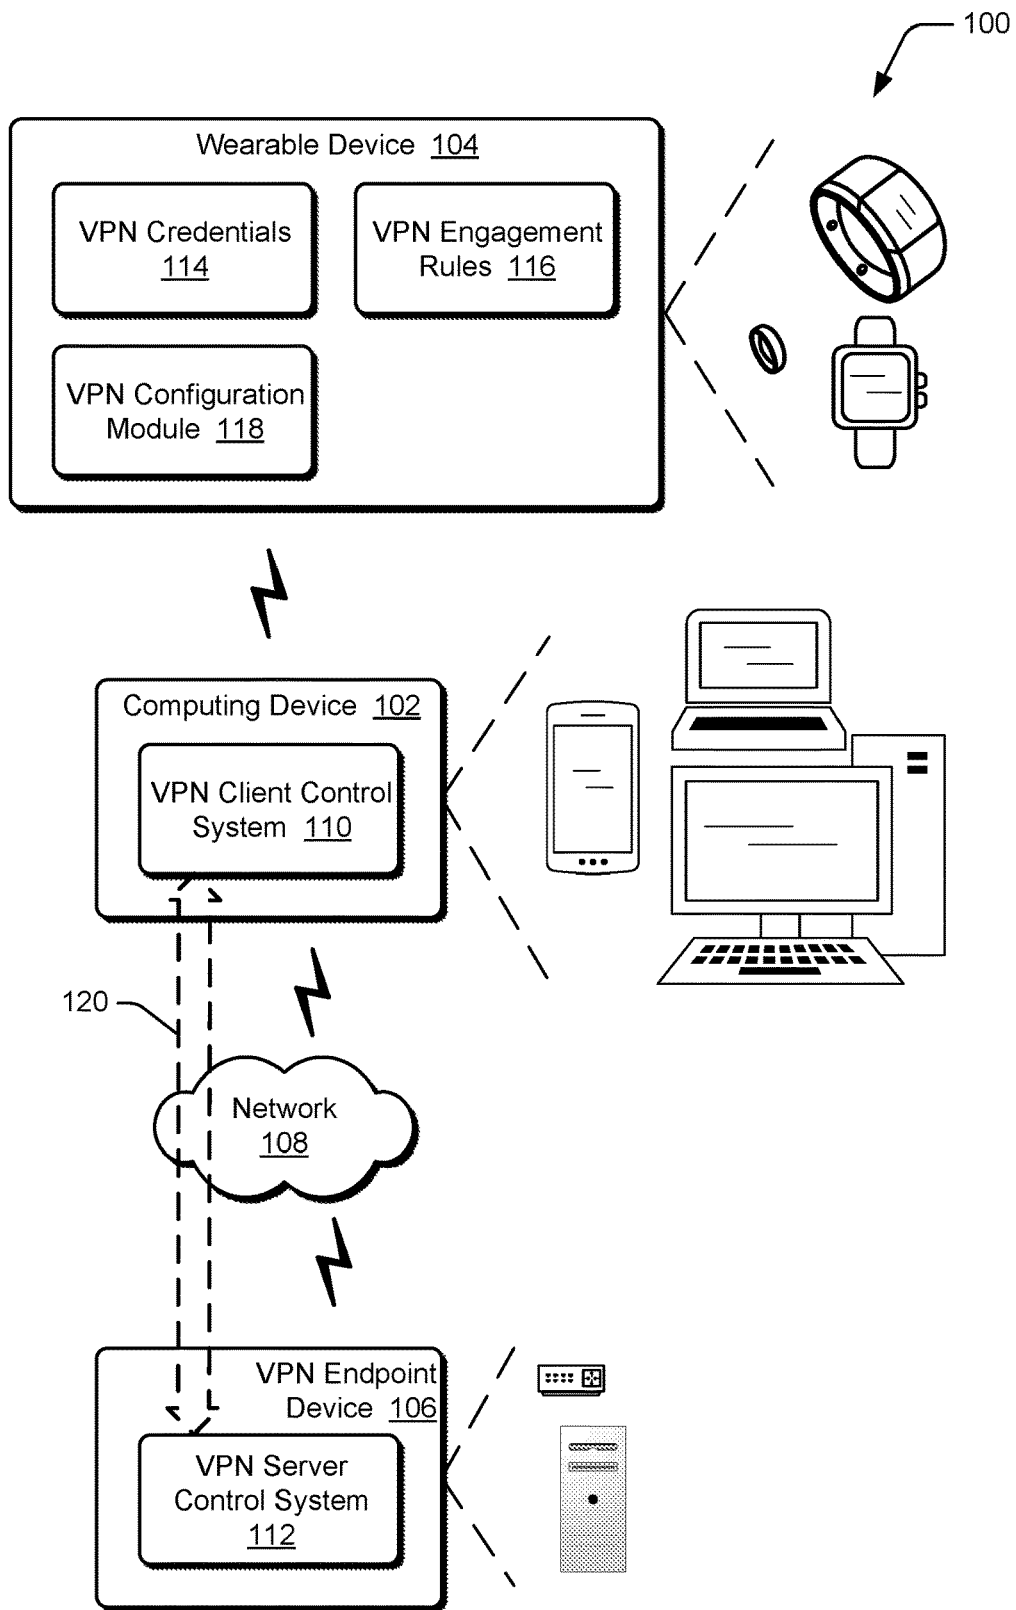 100
Wearable Device 104
VPN Credentials
114
VPN Engagement
Rules 116
VPN Configuration
Module 118
Computing Device 102
VPN Client Control
System 110
120
Network
108
VPN Endpoint
Device 106
VPN Server
Control System
112